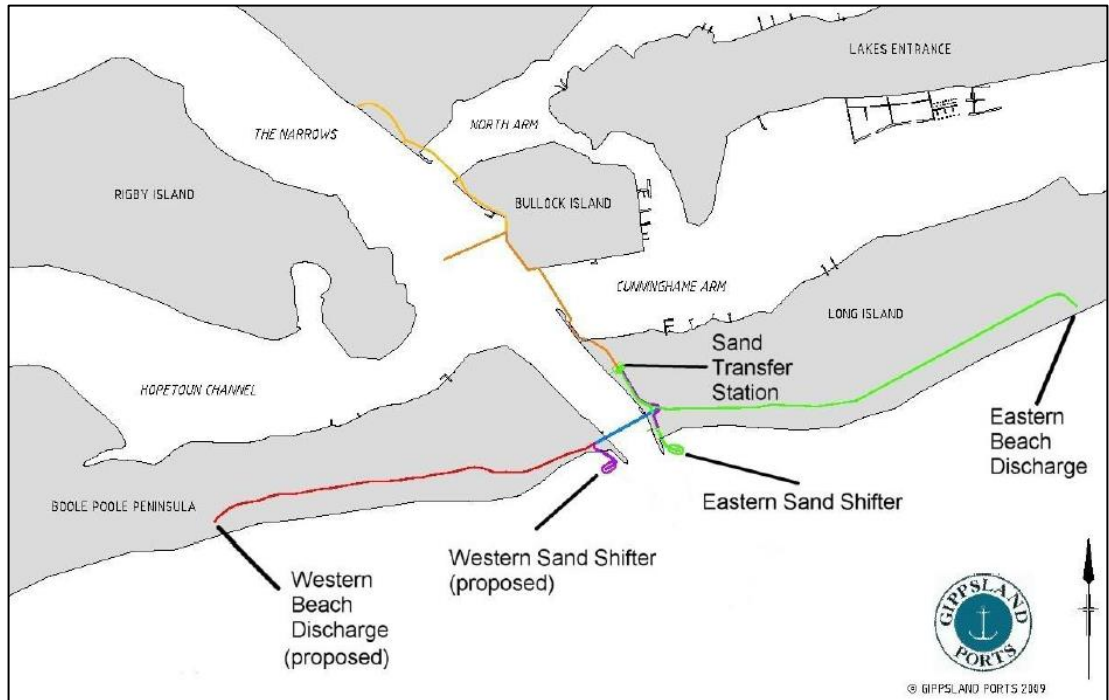 LAKES ENTRANCE
NORTH ARM
THE NARROWS
RIGBY ISLAND
BULLOCK ISLAND
CUNNINGHAME ARM
LONG ISLAND
Sand
Transfer
Station
HOPETOUN CHANNEL
Eastern
Beach
Discharge
Eastern Sand Shifter
BOOLE POOLE PENINSULA
Western Sand Shifter
(proposed)
Western
Beach
Discharge
(proposed)
GIPPSLAND
PORTS
© GIPPSLAND PORTS 2009